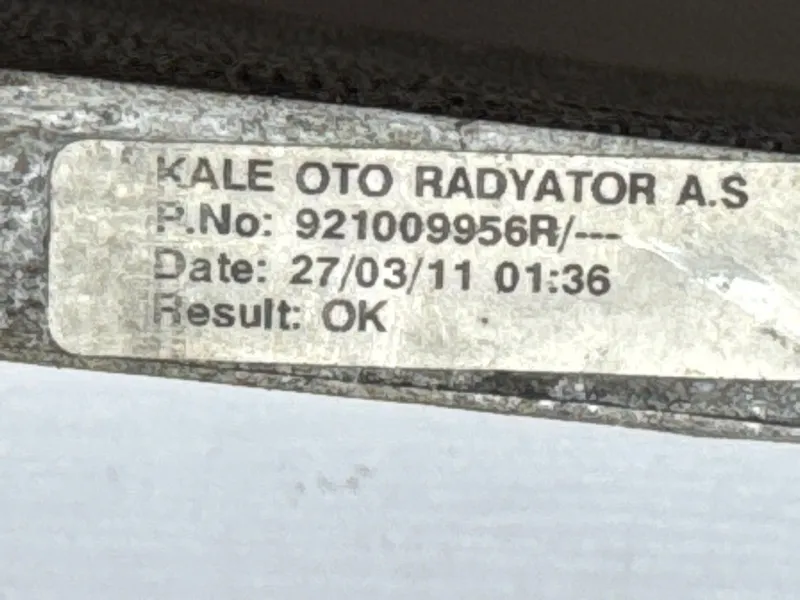 KALE OTO RADYATOR A.S
P.No: 921009956R/---
Date: 27/03/11 01:36
Result: OK